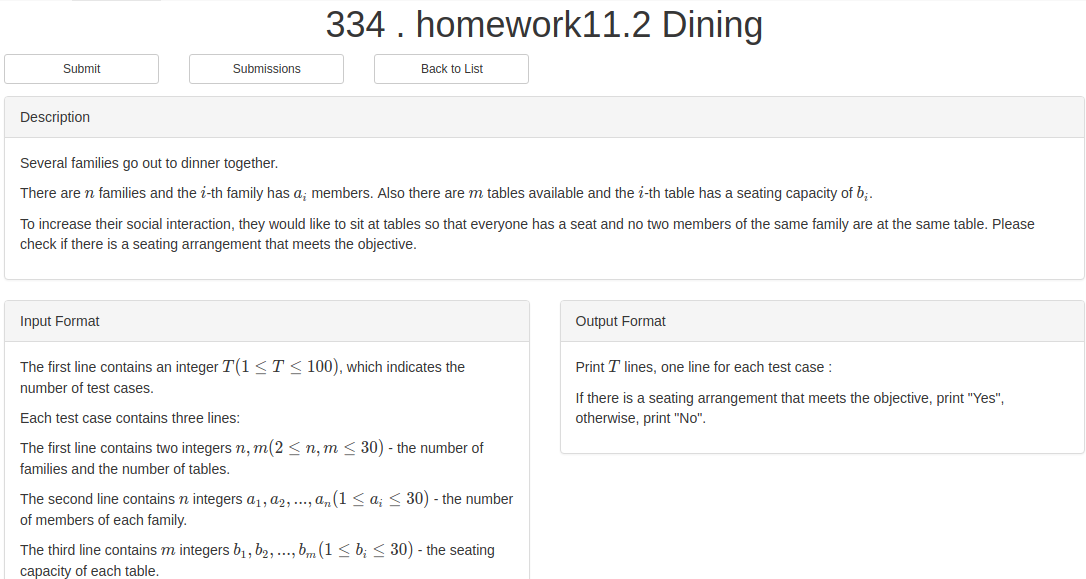 334 . homework11.2 Dining
Submit
Submissions
Back to List
Description
Several families go out to dinner together.
There are n families and the i-th family has a_i members. Also there are m tables available and the i-th table has a seating capacity of b_i.
To increase their social interaction, they would like to sit at tables so that everyone has a seat and no two members of the same family are at the same table. Please
check if there is a seating arrangement that meets the objective.
Input Format
The first line contains an integer T(1 ≤ T ≤ 100), which indicates the
number of test cases.
Each test case contains three lines:
The first line contains two integers n, m(2 ≤ n, m ≤ 30) - the number of
families and the number of tables.
The second line contains n integers a_1, a_2, ..., a_n(1 ≤ a_i ≤ 30) - the number
of members of each family.
The third line contains m integers b_1, b_2, ..., b_m(1 ≤ b_i ≤ 30) - the seating
capacity of each table.
Output Format
Print T lines, one line for each test case :
If there is a seating arrangement that meets the objective, print "Yes",
otherwise, print "No".